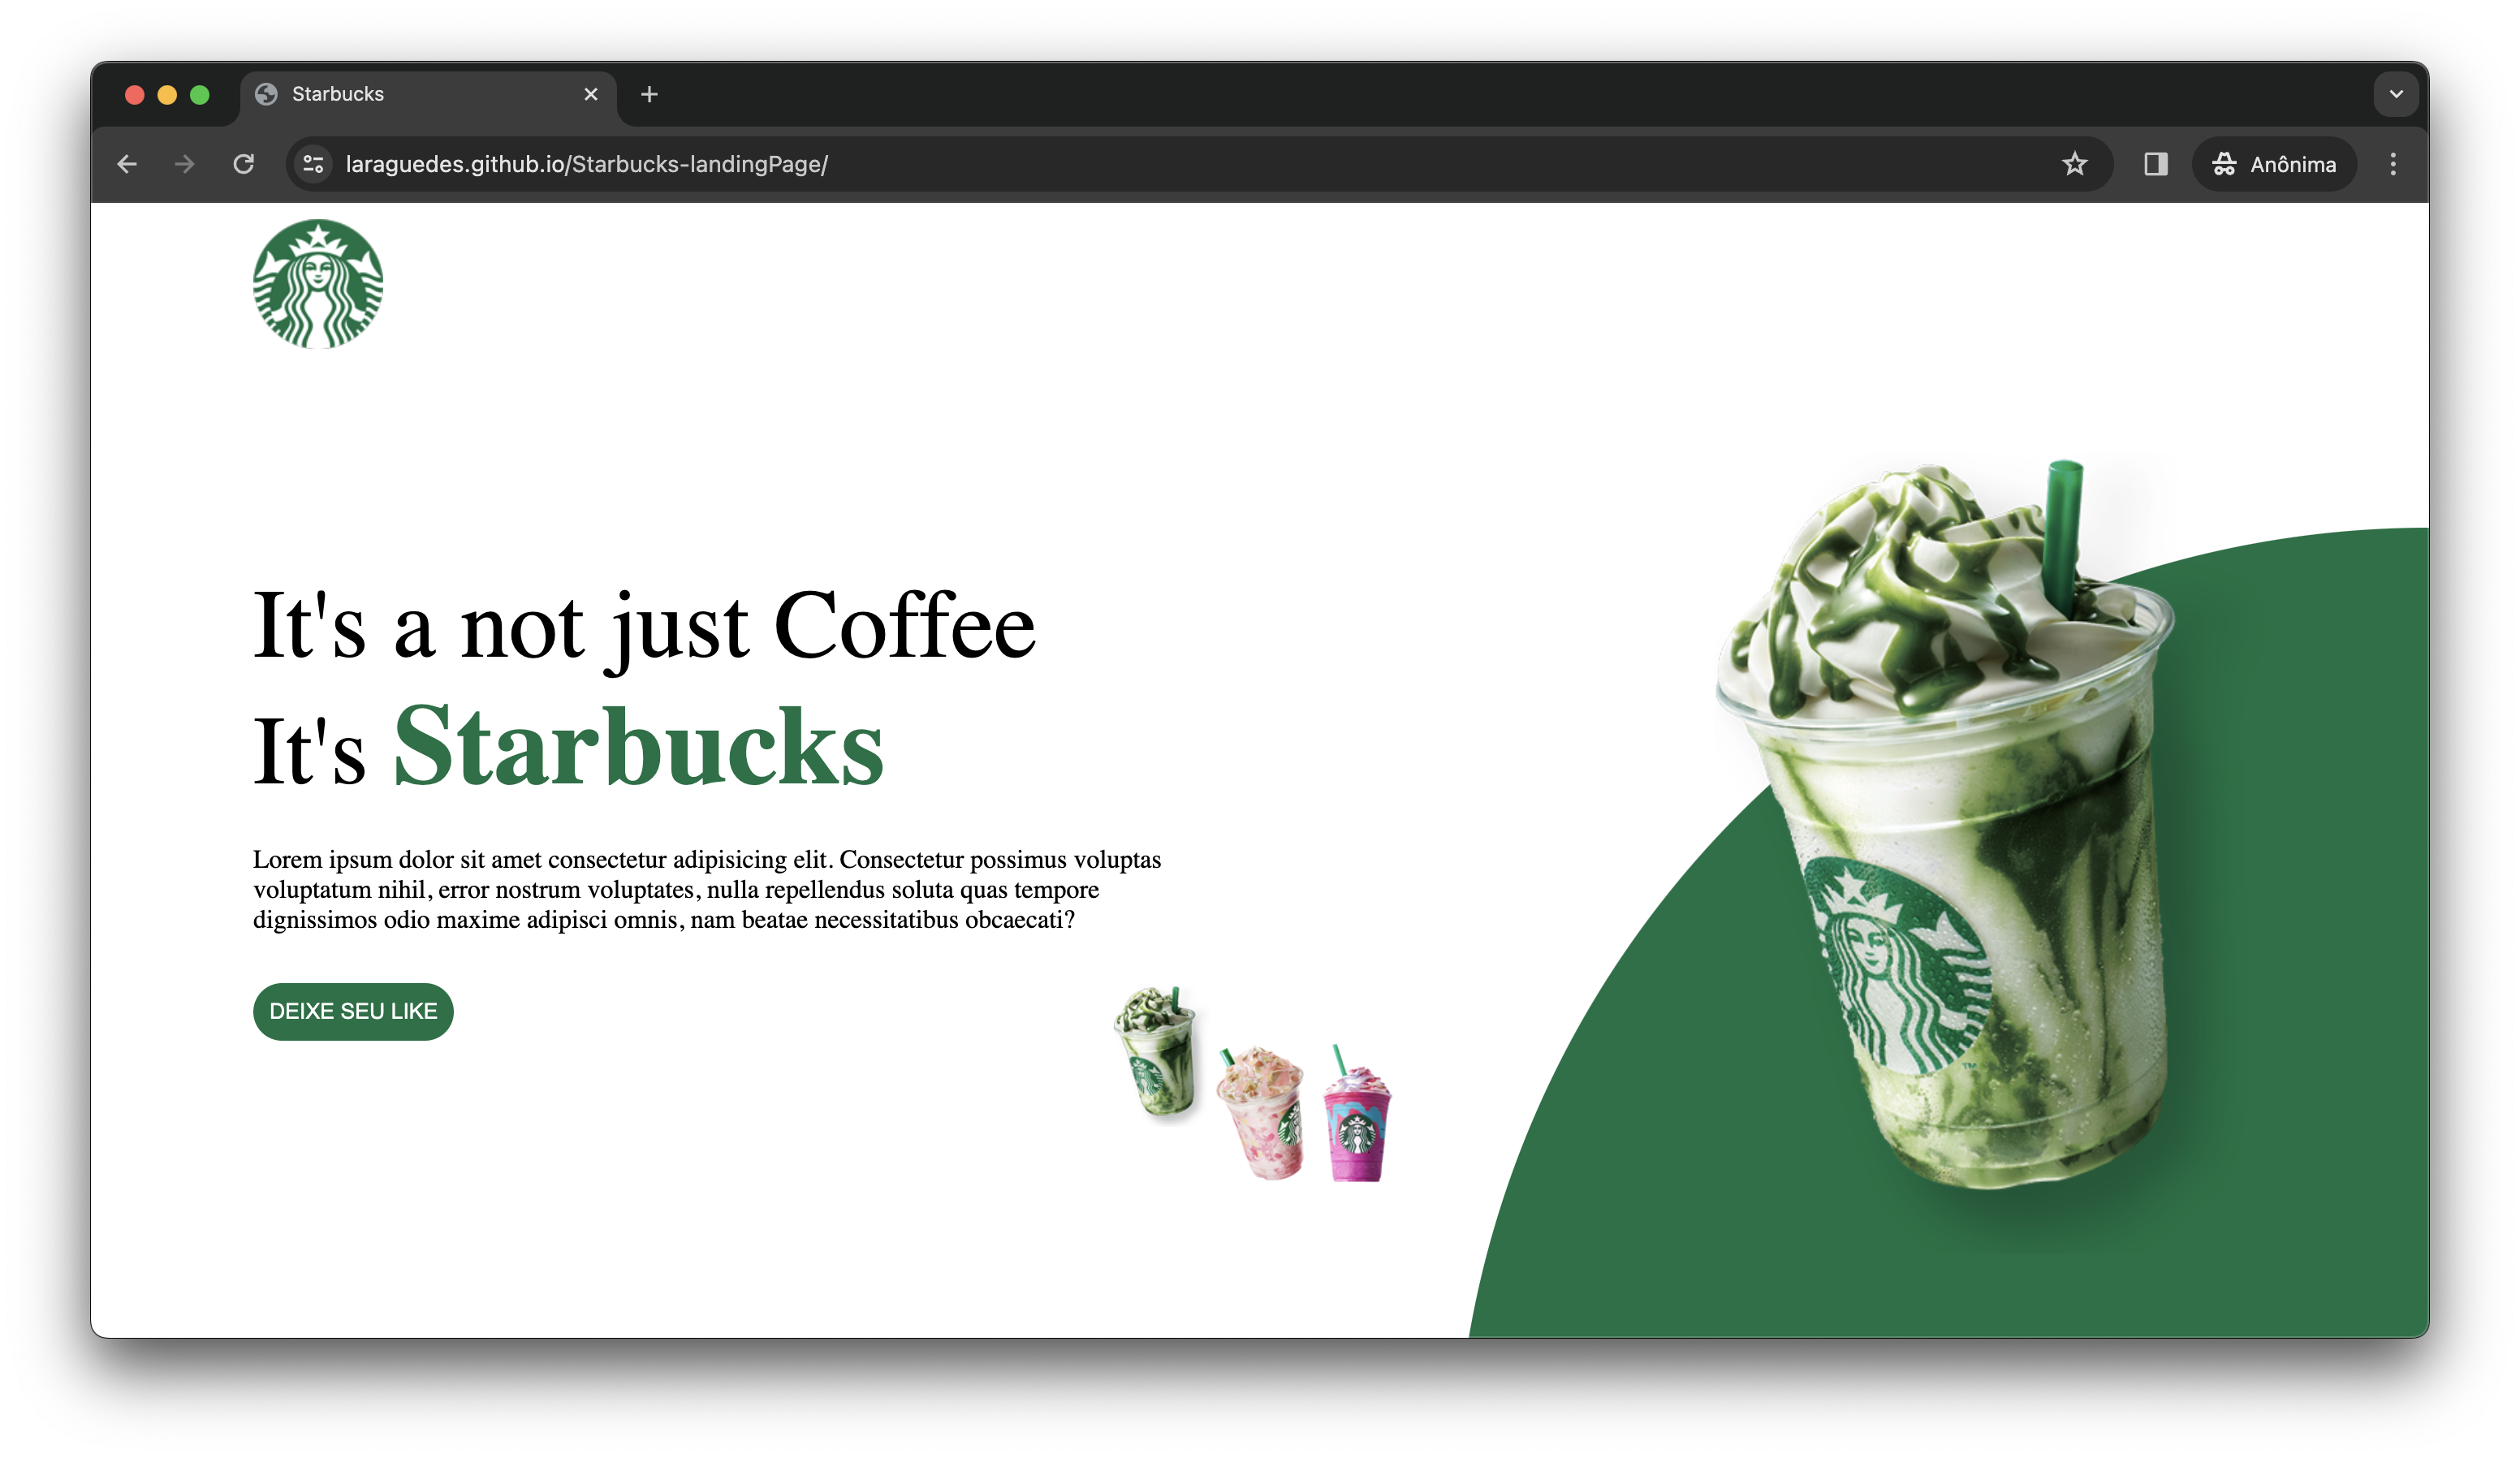 Starbucks
laraguedes.github.io/Starbucks-landingPage/
Anônima
It's a not just Coffee
It's Starbucks
Lorem ipsum dolor sit amet consectetur adipisicing elit. Consectetur possimus voluptas
voluptatum nihil, error nostrum voluptates, nulla repellendus soluta quas tempore
dignissimos odio maxime adipisci omnis, nam beatae necessitatibus obcaecati?
DEIXE SEU LIKE
TM